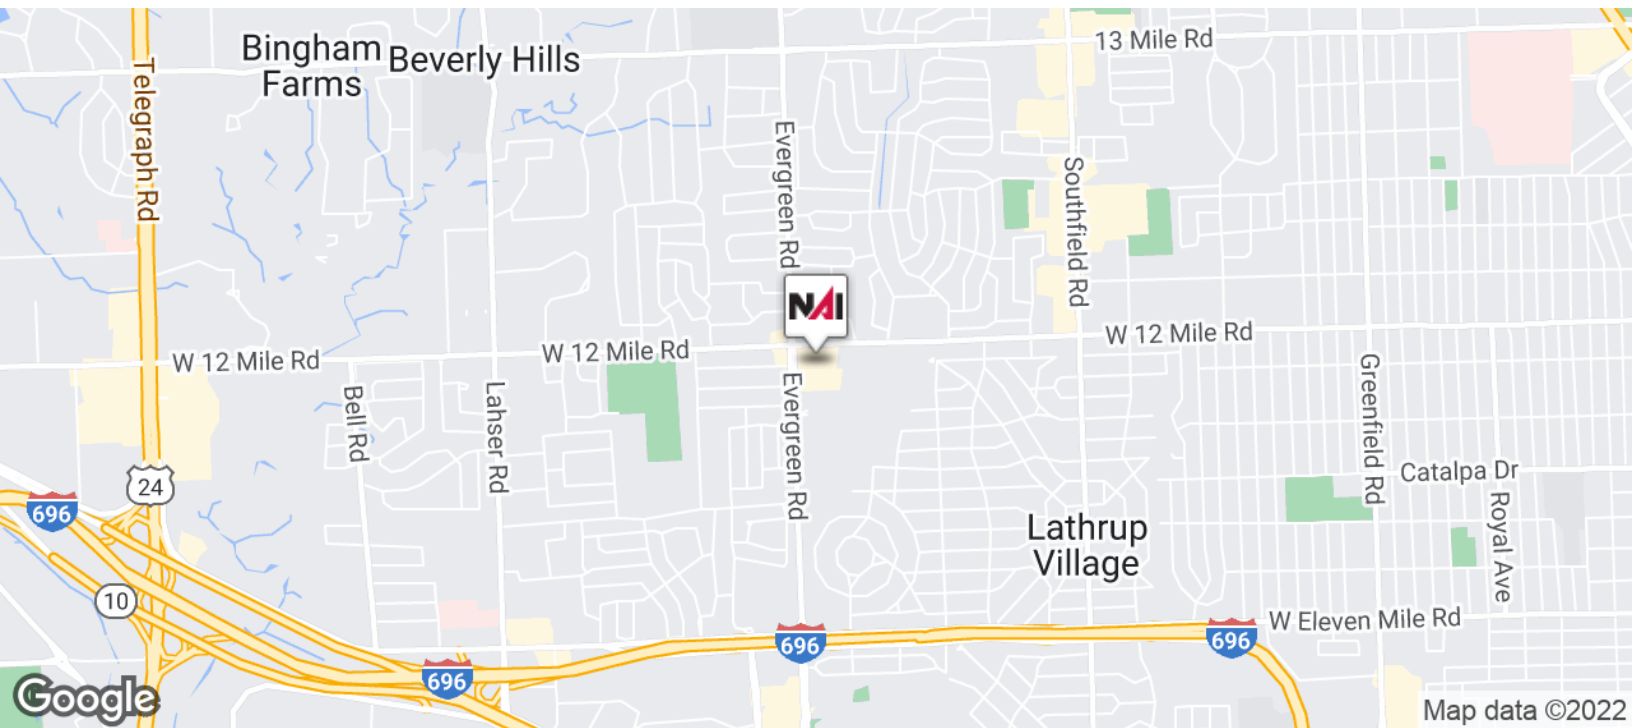 13 Mile Rd
Bingham
Farms
Beverly Hills
Telegraph Rd
Evergreen Rd
Southfield Rd
NAI
W 12 Mile Rd
W 12 Mile Rd
W 12 Mile Rd
Bell Rd
Lahser Rd
Evergreen Rd
Greenfield Rd
Catalpa Dr
Royal Ave
24
696
Lathrup
Village
10
W Eleven Mile Rd
696
696
696
Google
Map data ©2022